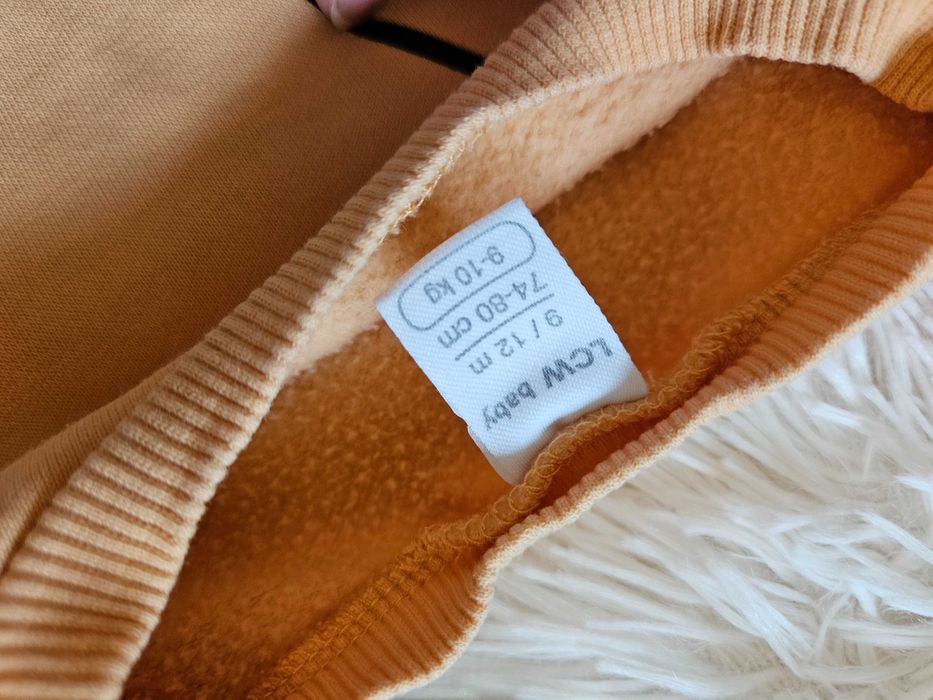 LCW baby
9 / 12 m
74-80 cm
9-10 kg